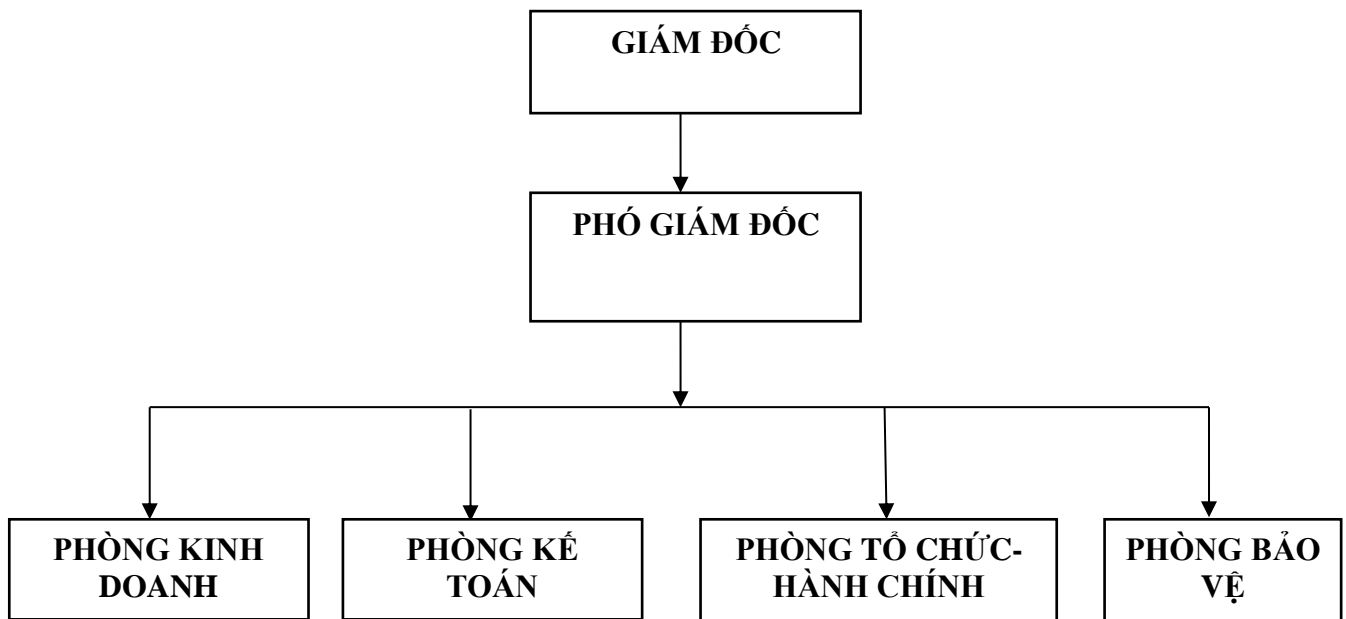 GIÁM ĐỐC
PHÓ GIÁM ĐỐC
PHÒNG KINH
DOANH
PHÒNG KẾ
TOÁN
PHÒNG TỔ CHỨC-
HÀNH CHÍNH
PHÒNG BẢO
VỆ